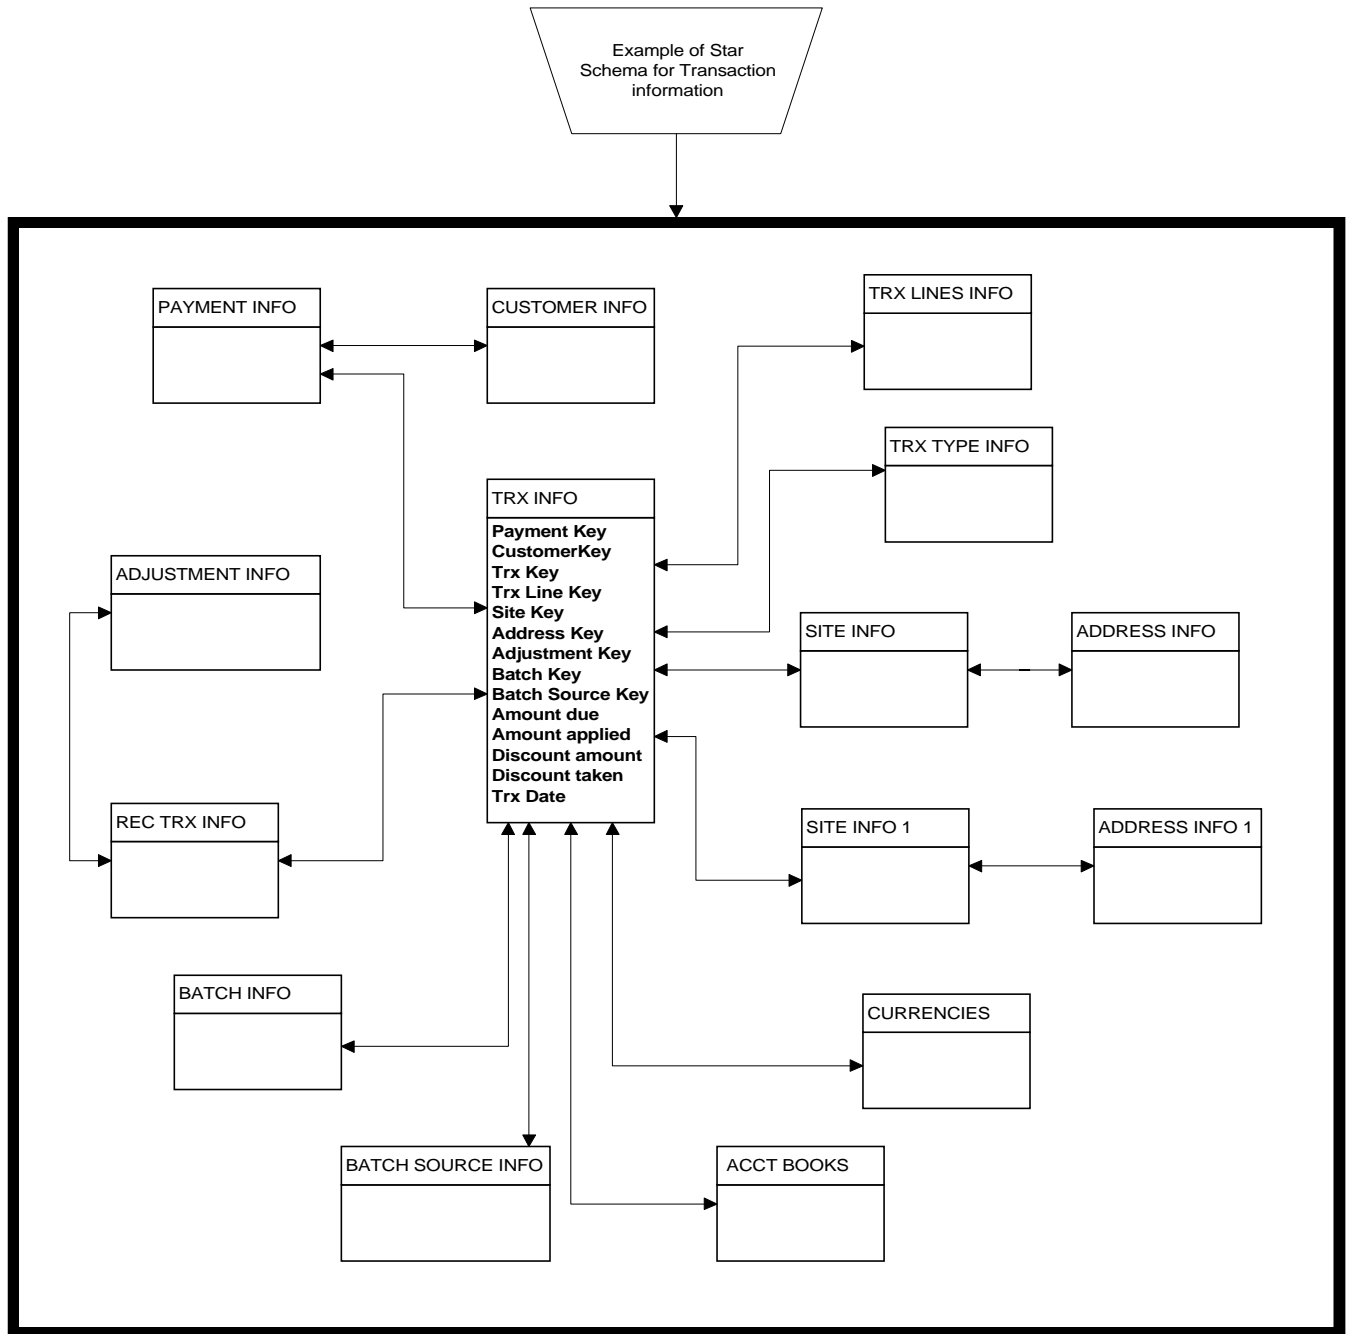 Example of Star
Schema for Transaction
information
PAYMENT INFO
CUSTOMER INFO
TRX LINES INFO
TRX TYPE INFO
TRX INFO
Payment Key
CustomerKey
Trx Key
Trx Line Key
Site Key
Address Key
Adjustment Key
Batch Key
Batch Source Key
Amount due
Amount applied
Discount amount
Discount taken
Trx Date
ADJUSTMENT INFO
SITE INFO
ADDRESS INFO
REC TRX INFO
SITE INFO 1
ADDRESS INFO 1
BATCH INFO
CURRENCIES
BATCH SOURCE INFO
ACCT BOOKS